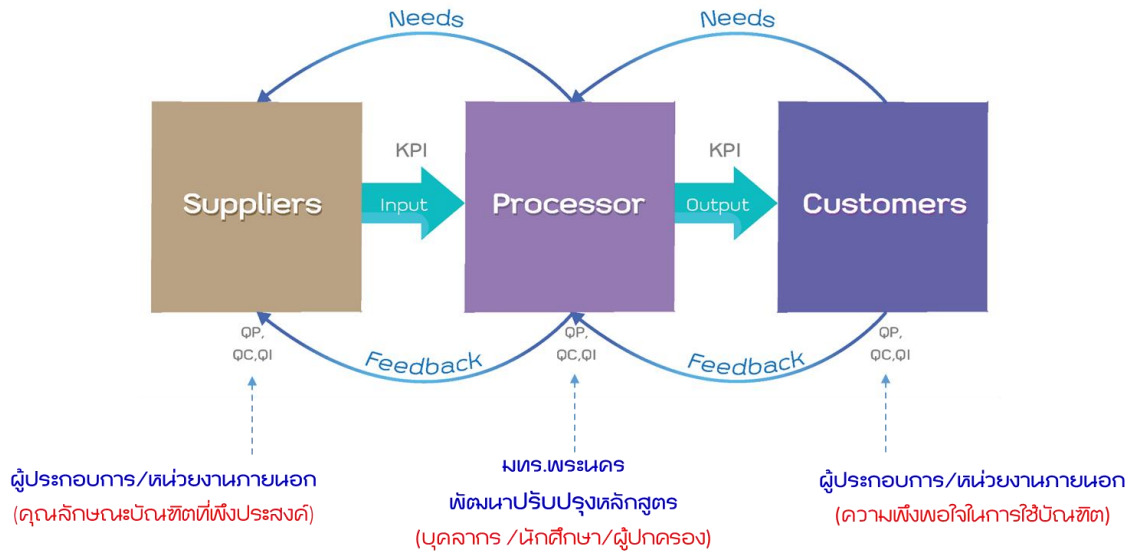 Needs
Needs
KPI
KPI
Suppliers
Input
Processor
Output
Customers
QP,
QC,QI
Feedback
QP,
QC,QI
Feedback
QP,
QC,QI
ผู้ประกอบการ/หน่วยงานภายนอก
(คุณลักษณะบัณฑิตที่พึงประสงค์)
มทร.พระนคร
พัฒนาปรับปรุงหลักสูตร
(บุคลากร /นักศึกษา/ผู้ปกครอง)
ผู้ประกอบการ/หน่วยงานภายนอก
(ความพึงพอใจในการใช้บัณฑิต)